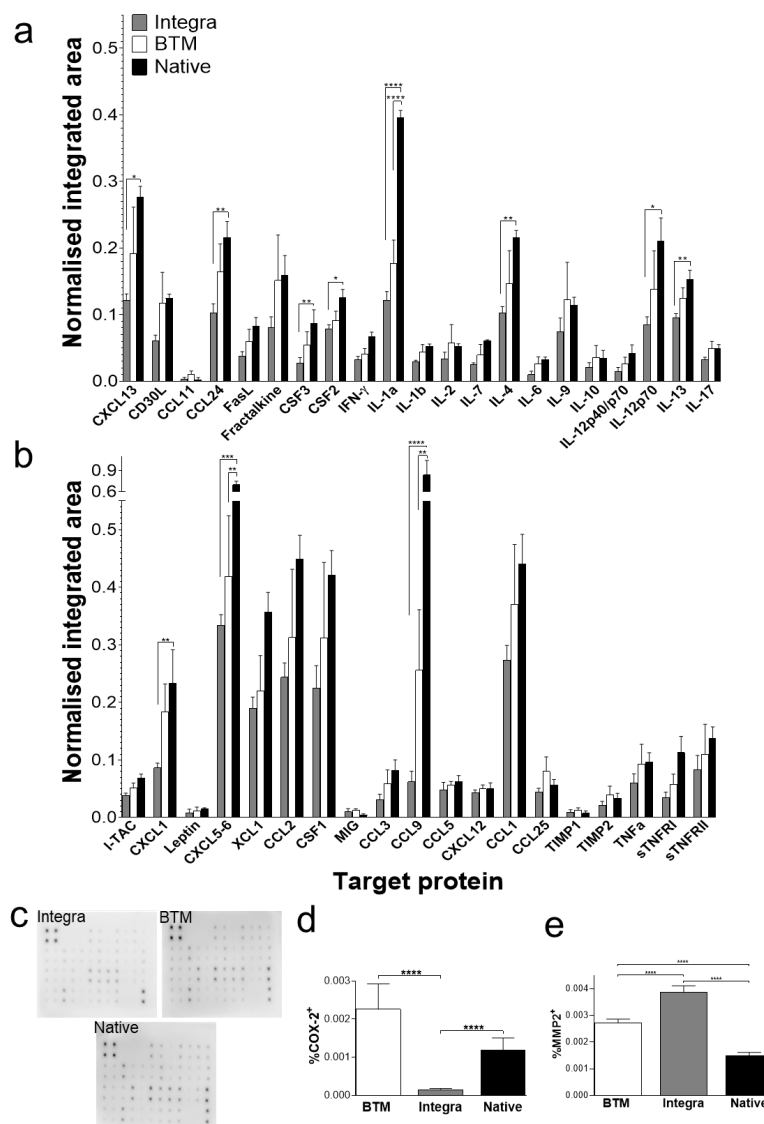 a
Integra
BTM
Native
Normalised integrated area
0.5
0.4
0.3
0.2
0.1
0.0
*
**
**
*
****
****
**
*
**
CXCL13
CD30L
CCL11
CCL24
FasL
Fractalkine
CSF3
CSF2
IFN-γ
IL-1a
IL-1b
IL-2
IL-7
IL-4
IL-6
IL-9
IL-10
IL-12p40/p70
IL-12p70
IL-13
IL-17
b
Normalised integrated area
0.9
0.6
0.5
0.4
0.3
0.2
0.1
0.0
**
***
**
****
**
I-TAC
CXCL1
Leptin
CXCL5-6
XCL1
CCL2
CSF1
MIG
CCL3
CCL9
CCL5
CXCL12
CCL1
CCL25
TIMP1
TIMP2
TNFa
sTNFRI
sTNFRII
Target protein
c
Integra
BTM
Native
d
%COX-2+
0.003
0.002
0.001
0.000
****
****
BTM
Integra
Native
e
%MMP2+
0.005
0.004
0.003
0.002
0.001
0.000
****
****
****
BTM
Integra
Native